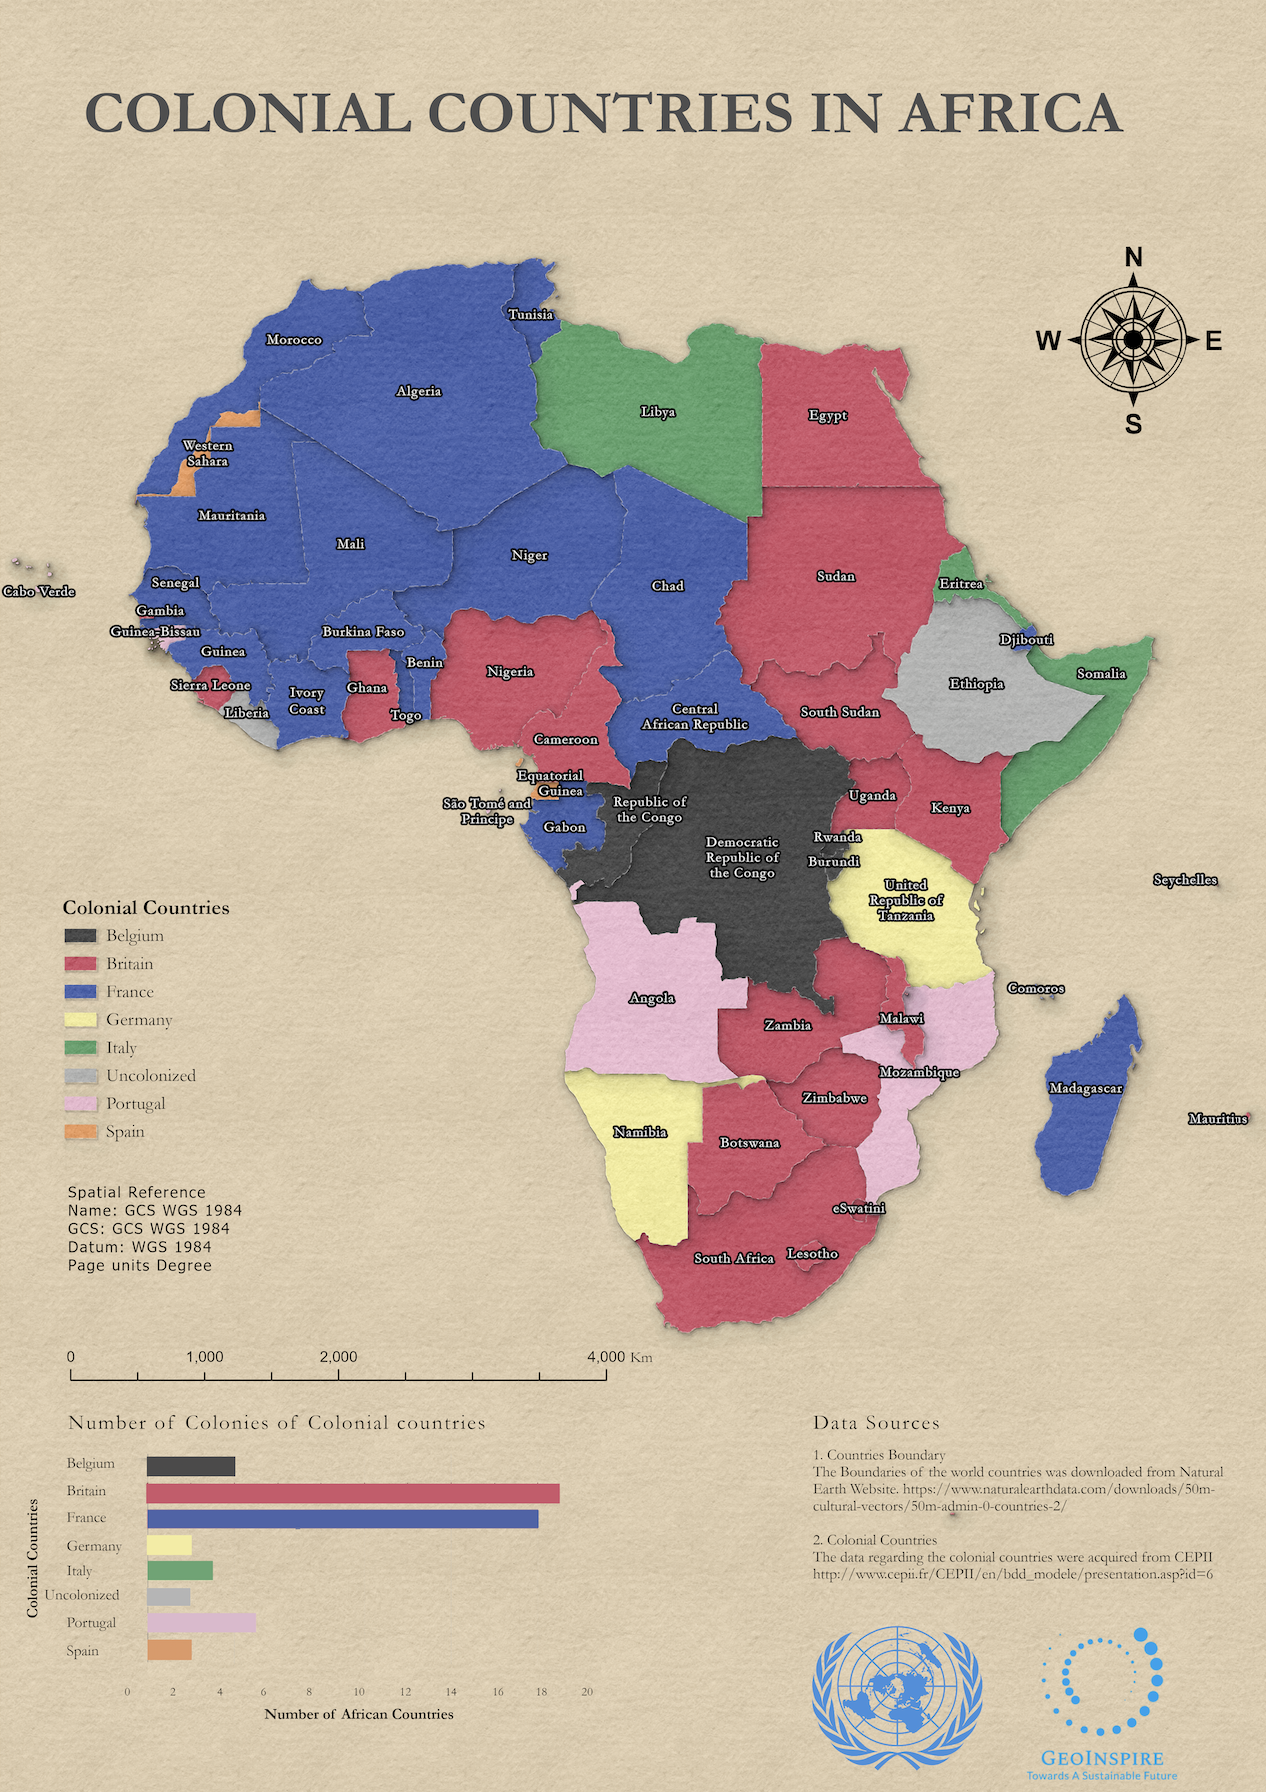 COLONIAL COUNTRIES IN AFRICA
N
W
E
S
Tunisia
Morocco
Algeria
Libya
Egypt
Western
Sahara
Mauritania
Mali
Niger
Chad
Sudan
Eritrea
Cabo Verde
Senegal
Gambia
Guinea-Bissau
Burkina Faso
Djibouti
Guinea
Benin
Nigeria
Somalia
Sierra Leone
Ivory
Coast
Ghana
Ethiopia
Liberia
Togo
Central
African Republic
South Sudan
Cameroon
Equatorial
Guinea
São Tomé and
Principe
Republic of
the Congo
Uganda
Kenya
Gabon
Democratic
Republic of
the Congo
Rwanda
Burundi
United
Republic of
Tanzania
Seychelles
Comoros
Angola
Zambia
Malawi
Mozambique
Madagascar
Zimbabwe
Mauritius
Namibia
Botswana
eSwatini
South Africa
Lesotho
Colonial Countries
Belgium
Britain
France
Germany
Italy
Uncolonized
Portugal
Spain
Spatial Reference
Name: GCS WGS 1984
GCS: GCS WGS 1984
Datum: WGS 1984
Page units Degree
0 1,000 2,000 4,000 Km
Number of Colonies of Colonial countries
Colonial Countries
Belgium
Britain
France
Germany
Italy
Uncolonized
Portugal
Spain
0 2 4 6 8 10 12 14 16 18 20
Number of African Countries
Data Sources
1. Countries Boundary
The Boundaries of the world countries was downloaded from Natural
Earth Website. https://www.naturalearthdata.com/downloads/50m-
cultural-vectors/50m-admin-0-countries-2/
2. Colonial Countries
The data regarding the colonial countries were acquired from CEPII
http://www.cepii.fr/CEPII/en/bdd_modele/presentation.asp?id=6
GEOINSPIRE
Towards A Sustainable Future